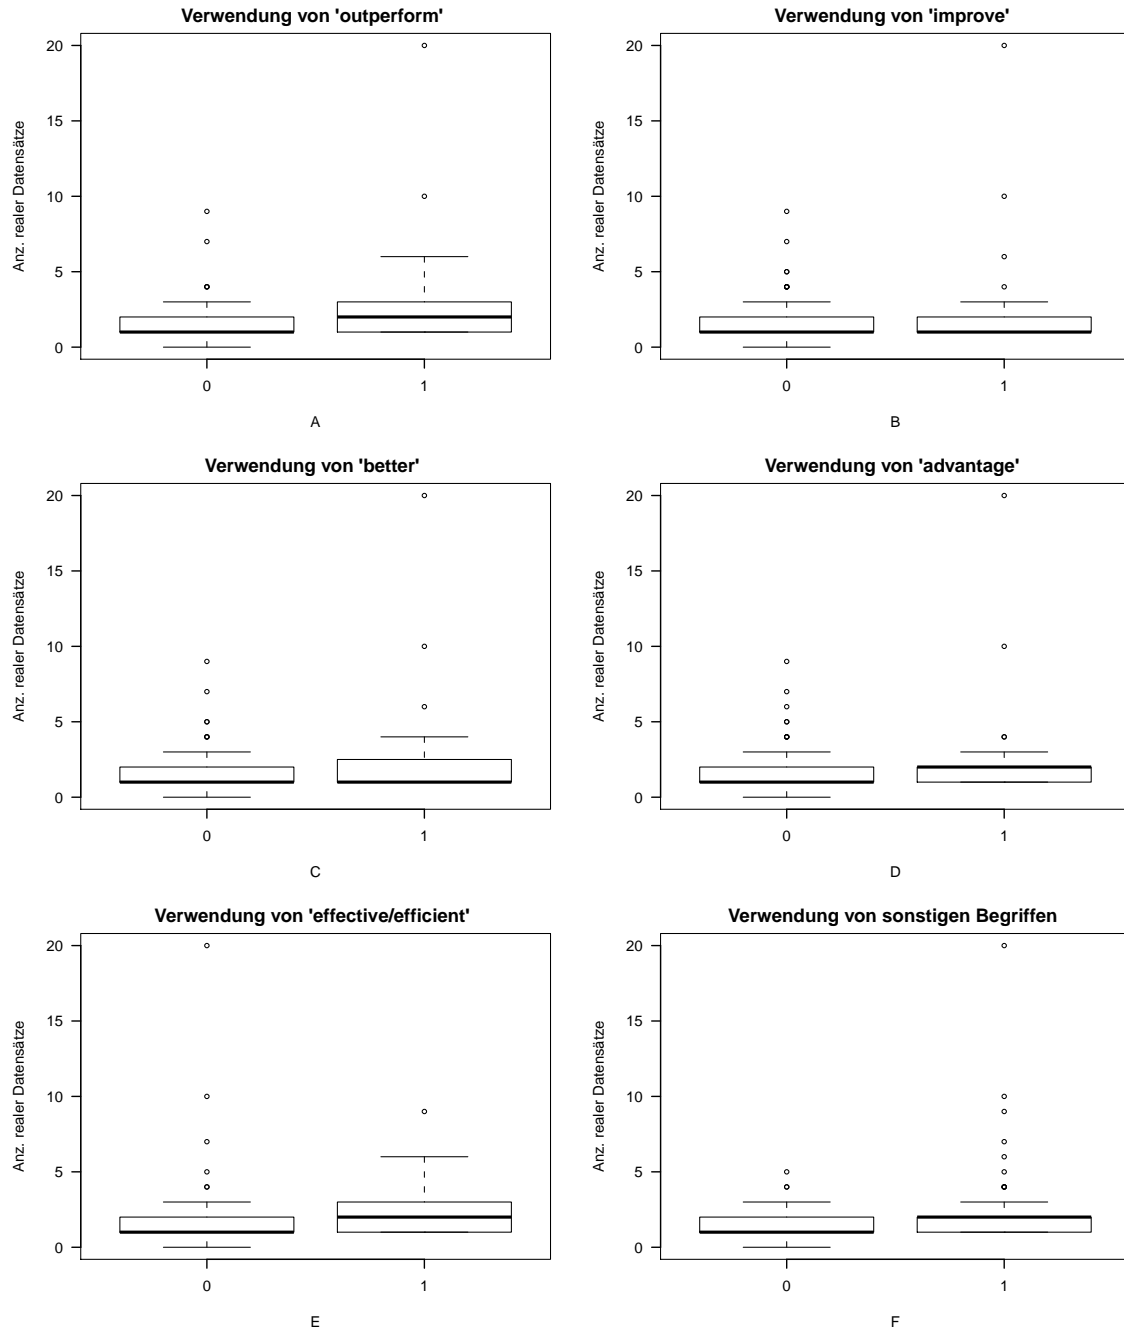 Verwendung von 'outperform'
Anz. realer Datensätze
20
15
10
5
0
0 1
A
Verwendung von 'improve'
Anz. realer Datensätze
20
15
10
5
0
0 1
B
Verwendung von 'better'
Anz. realer Datensätze
20
15
10
5
0
0 1
C
Verwendung von 'advantage'
Anz. realer Datensätze
20
15
10
5
0
0 1
D
Verwendung von 'effective/efficient'
Anz. realer Datensätze
20
15
10
5
0
0 1
E
Verwendung von sonstigen Begriffen
Anz. realer Datensätze
20
15
10
5
0
0 1
F